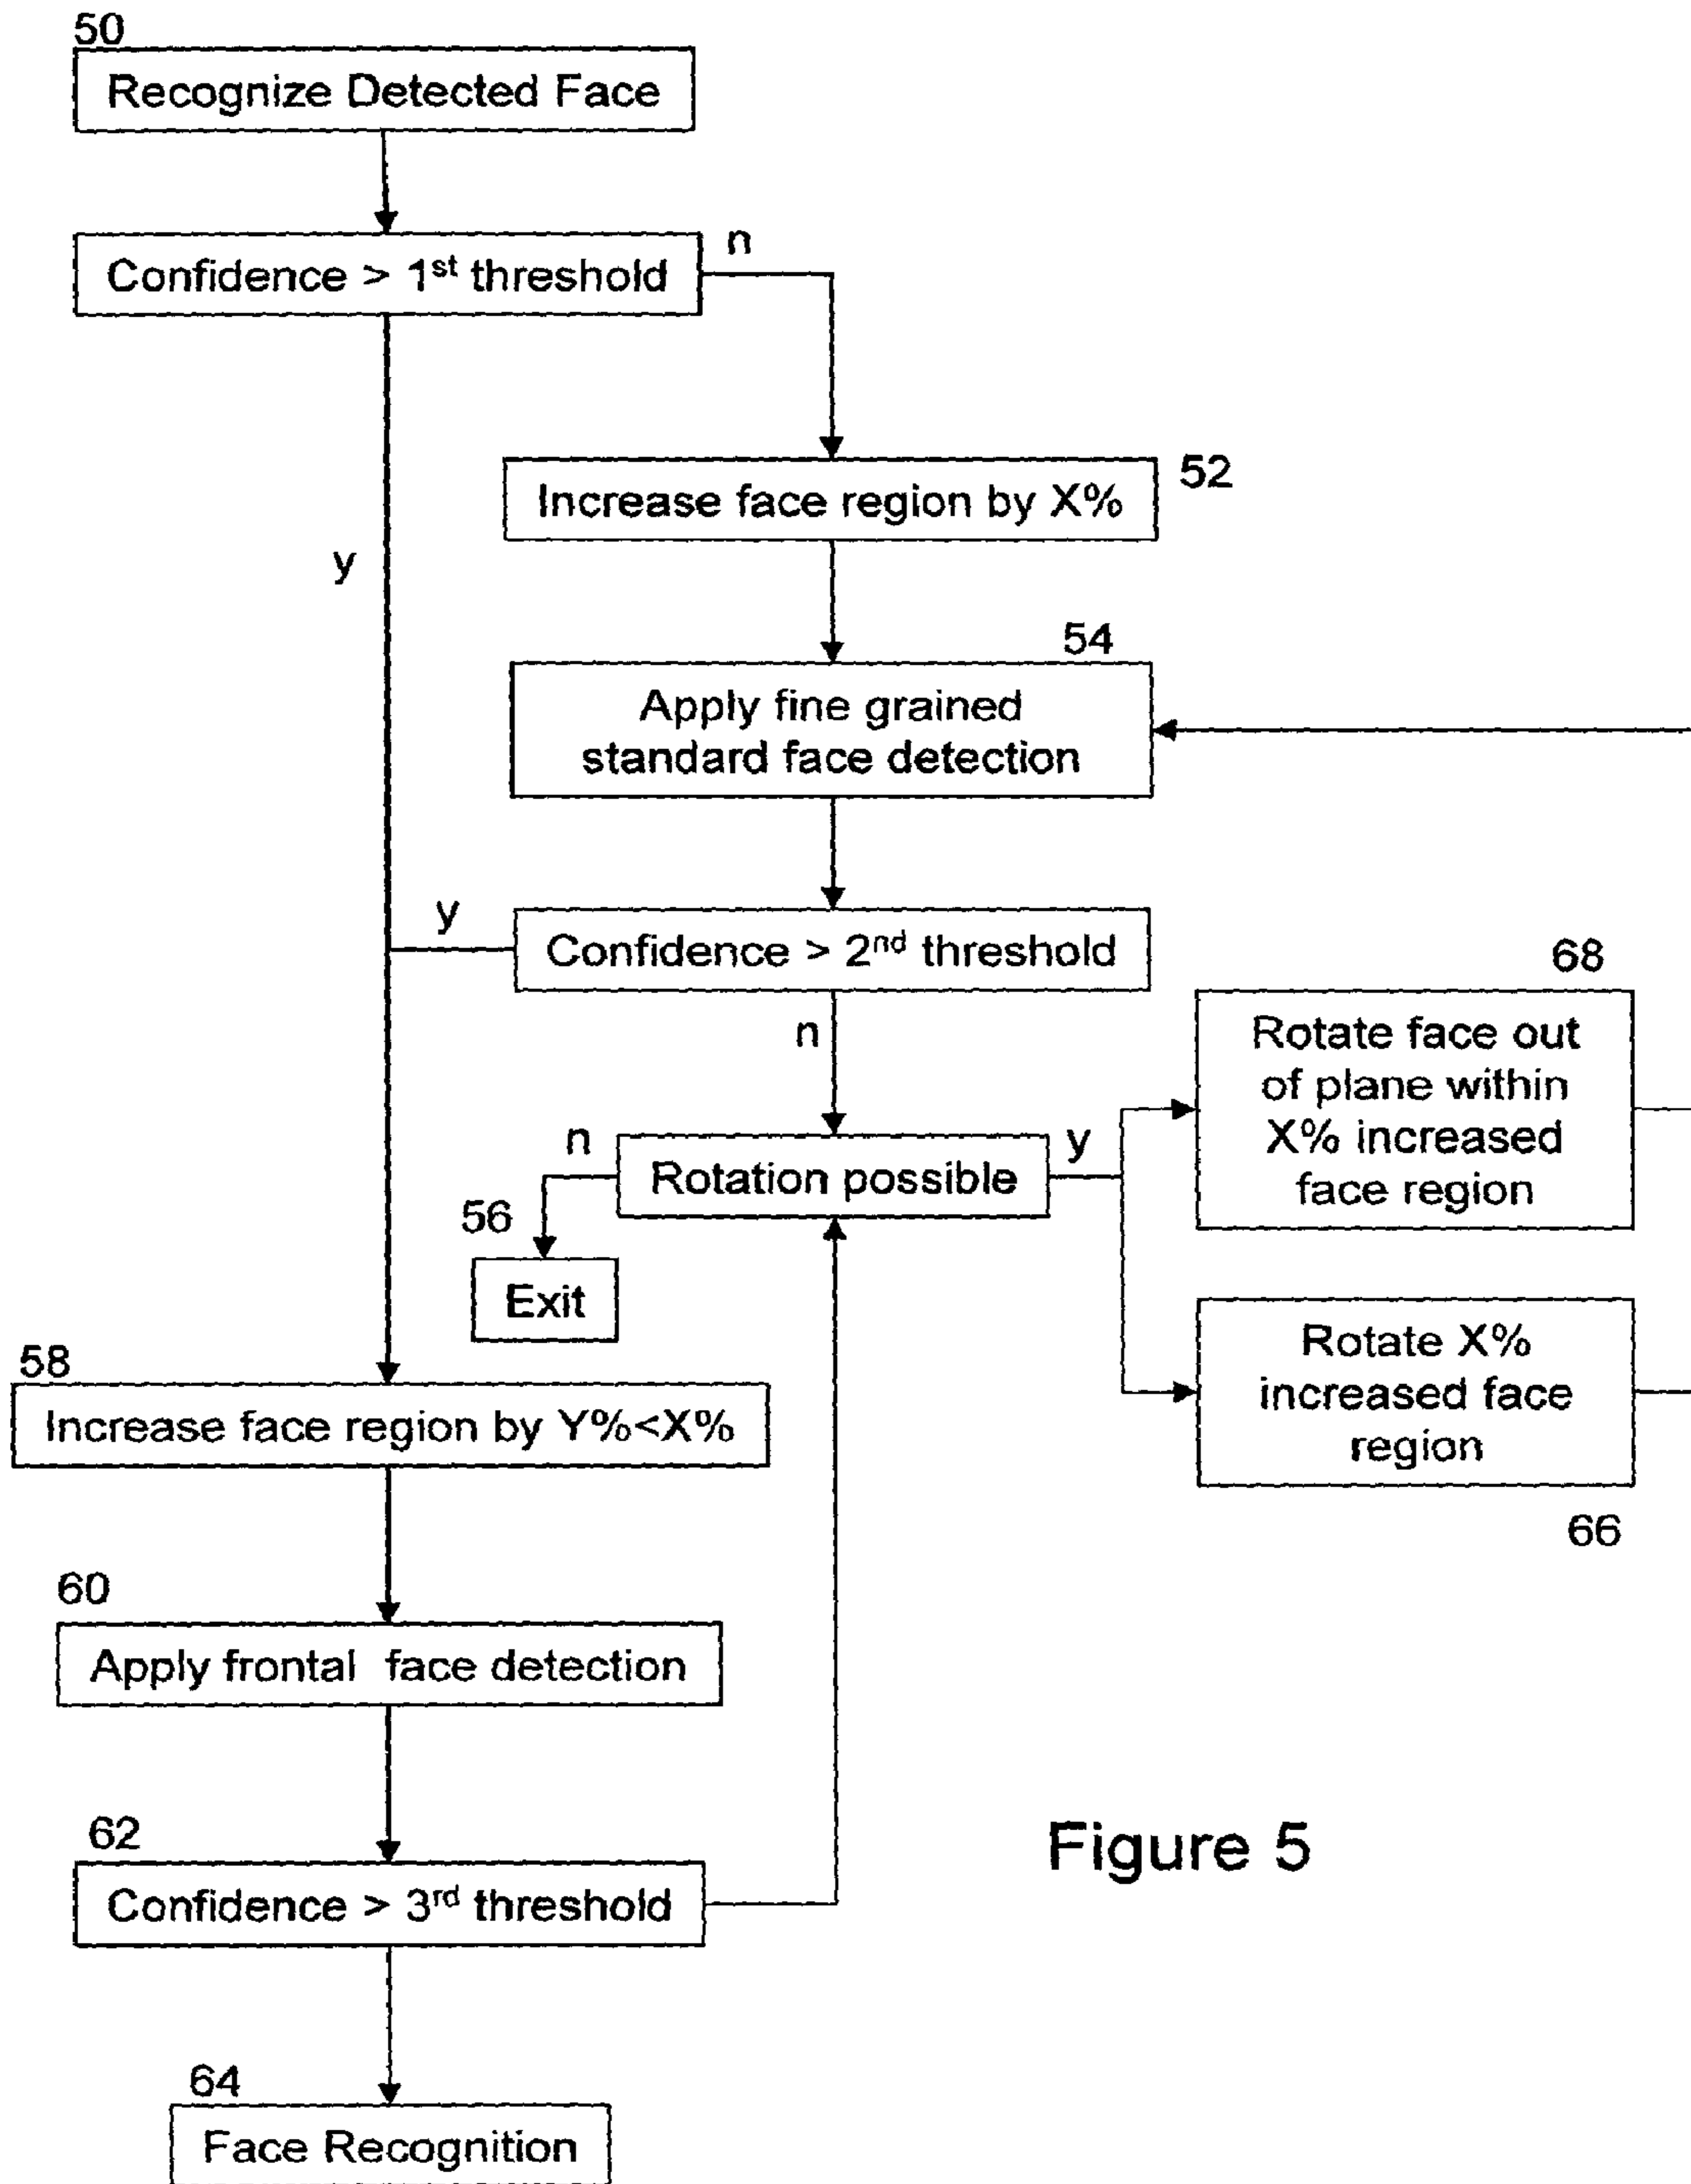 50
Recognize Detected Face
Confidence > 1st threshold
n
y
Increase face region by X%
52
54
Apply fine grained
standard face detection
y
Confidence > 2nd threshold
n
68
Rotate face out
of plane within
X% increased
face region
n
Rotation possible
y
56
Exit
Rotate X%
increased face
region
66
58
Increase face region by Y%<X%
60
Apply frontal face detection
62
Confidence > 3rd threshold
Figure 5
64
Face Recognition